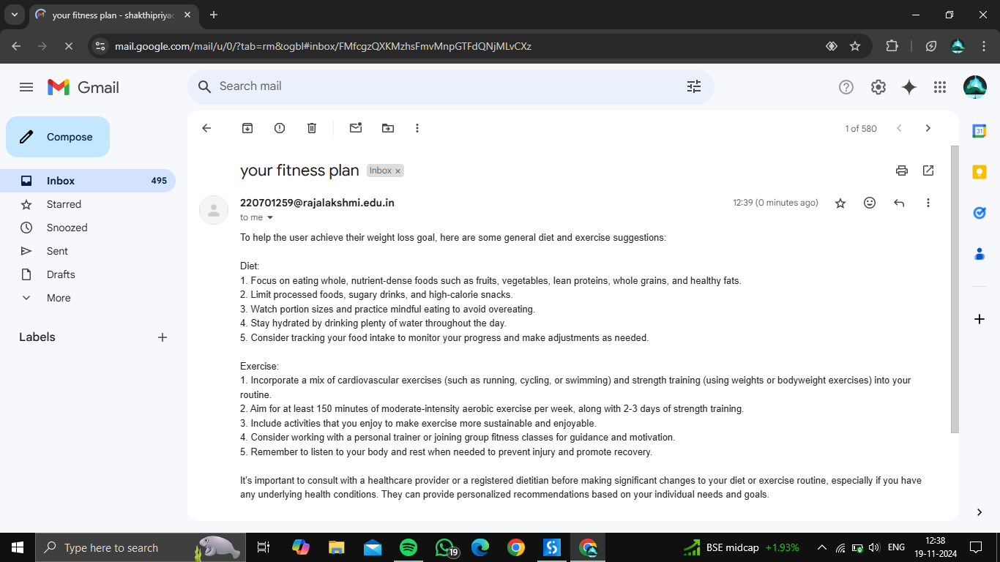 your fitness plan - shakthipriyac
mail.google.com/mail/u/0/?tab=rm&ogbl#inbox/FMfcgzQXKMzhsFmvMnpGTFdQNjMLvCXz
Gmail
Search mail
Compose
1 of 580
Inbox 495
Starred
Snoozed
Sent
Drafts
More
Labels
31
your fitness plan Inbox x
220701259@rajalakshmi.edu.in 12:39 (0 minutes ago)
to me
To help the user achieve their weight loss goal, here are some general diet and exercise suggestions:
Diet:
1. Focus on eating whole, nutrient-dense foods such as fruits, vegetables, lean proteins, whole grains, and healthy fats.
2. Limit processed foods, sugary drinks, and high-calorie snacks.
3. Watch portion sizes and practice mindful eating to avoid overeating.
4. Stay hydrated by drinking plenty of water throughout the day.
5. Consider tracking your food intake to monitor your progress and make adjustments as needed.
Exercise:
1. Incorporate a mix of cardiovascular exercises (such as running, cycling, or swimming) and strength training (using weights or bodyweight exercises) into your
routine.
2. Aim for at least 150 minutes of moderate-intensity aerobic exercise per week, along with 2-3 days of strength training.
3. Include activities that you enjoy to make exercise more sustainable and enjoyable.
4. Consider working with a personal trainer or joining group fitness classes for guidance and motivation.
5. Remember to listen to your body and rest when needed to prevent injury and promote recovery.
It's important to consult with a healthcare provider or a registered dietitian before making significant changes to your diet or exercise routine, especially if you have
any underlying health conditions. They can provide personalized recommendations based on your individual needs and goals.
Type here to search
19
BSE midcap +1.93%
ENG
12:38
19-11-2024